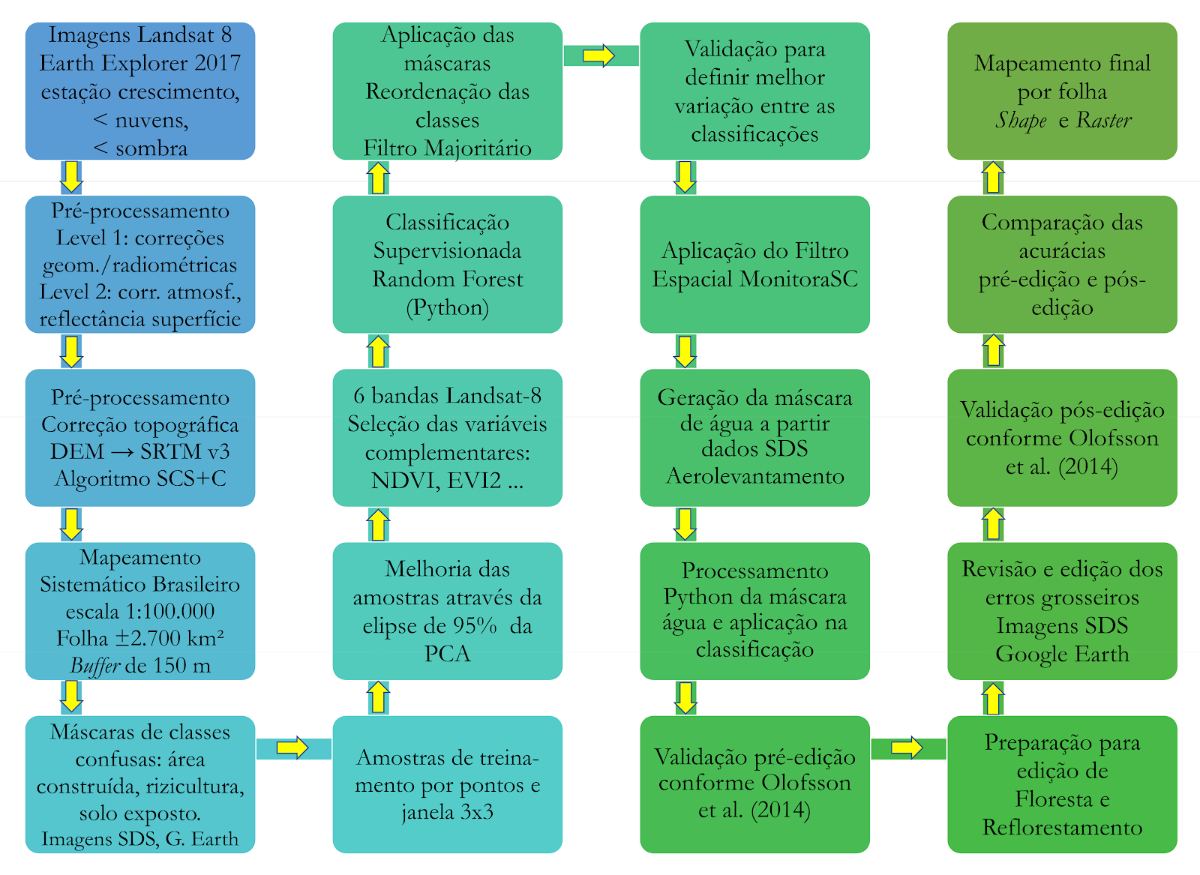 Imagens Landsat 8
Earth Explorer 2017
estação crescimento,
< nuvens,
< sombra
Pré-processamento
Level 1: correções
geom./radiométricas
Level 2: corr. atmosf.,
reflectância superfície
Pré-processamento
Correção topográfica
DEM → SRTM v3
Algoritmo SCS+C
Mapeamento
Sistemático Brasileiro
escala 1:100.000
Folha ±2.700 km²
Buffer de 150 m
Máscaras de classes
confusas: área
construída, rizicultura,
solo exposto.
Imagens SDS, G. Earth
Amostras de treina-
mento por pontos e
janela 3x3
Melhoria das
amostras através da
elipse de 95% da
PCA
6 bandas Landsat-8
Seleção das variáveis
complementares:
NDVI, EVI2 ...
Classificação
Supervisionada
Random Forest
(Python)
Aplicação das
máscaras
Reordenação das
classes
Filtro Majoritário
Validação para
definir melhor
variação entre as
classificações
Aplicação do Filtro
Espacial MonitoraSC
Geração da máscara
de água a partir
dados SDS
Aerolevantamento
Processamento
Python da máscara
água e aplicação na
classificação
Validação pré-edição
conforme Olofsson
et al. (2014)
Preparação para
edição de
Floresta e
Reflorestamento
Revisão e edição dos
erros grosseiros
Imagens SDS
Google Earth
Validação pós-edição
conforme Olofsson
et al. (2014)
Comparação das
acurácias
pré-edição e pós-
edição
Mapeamento final
por folha
Shape e Raster